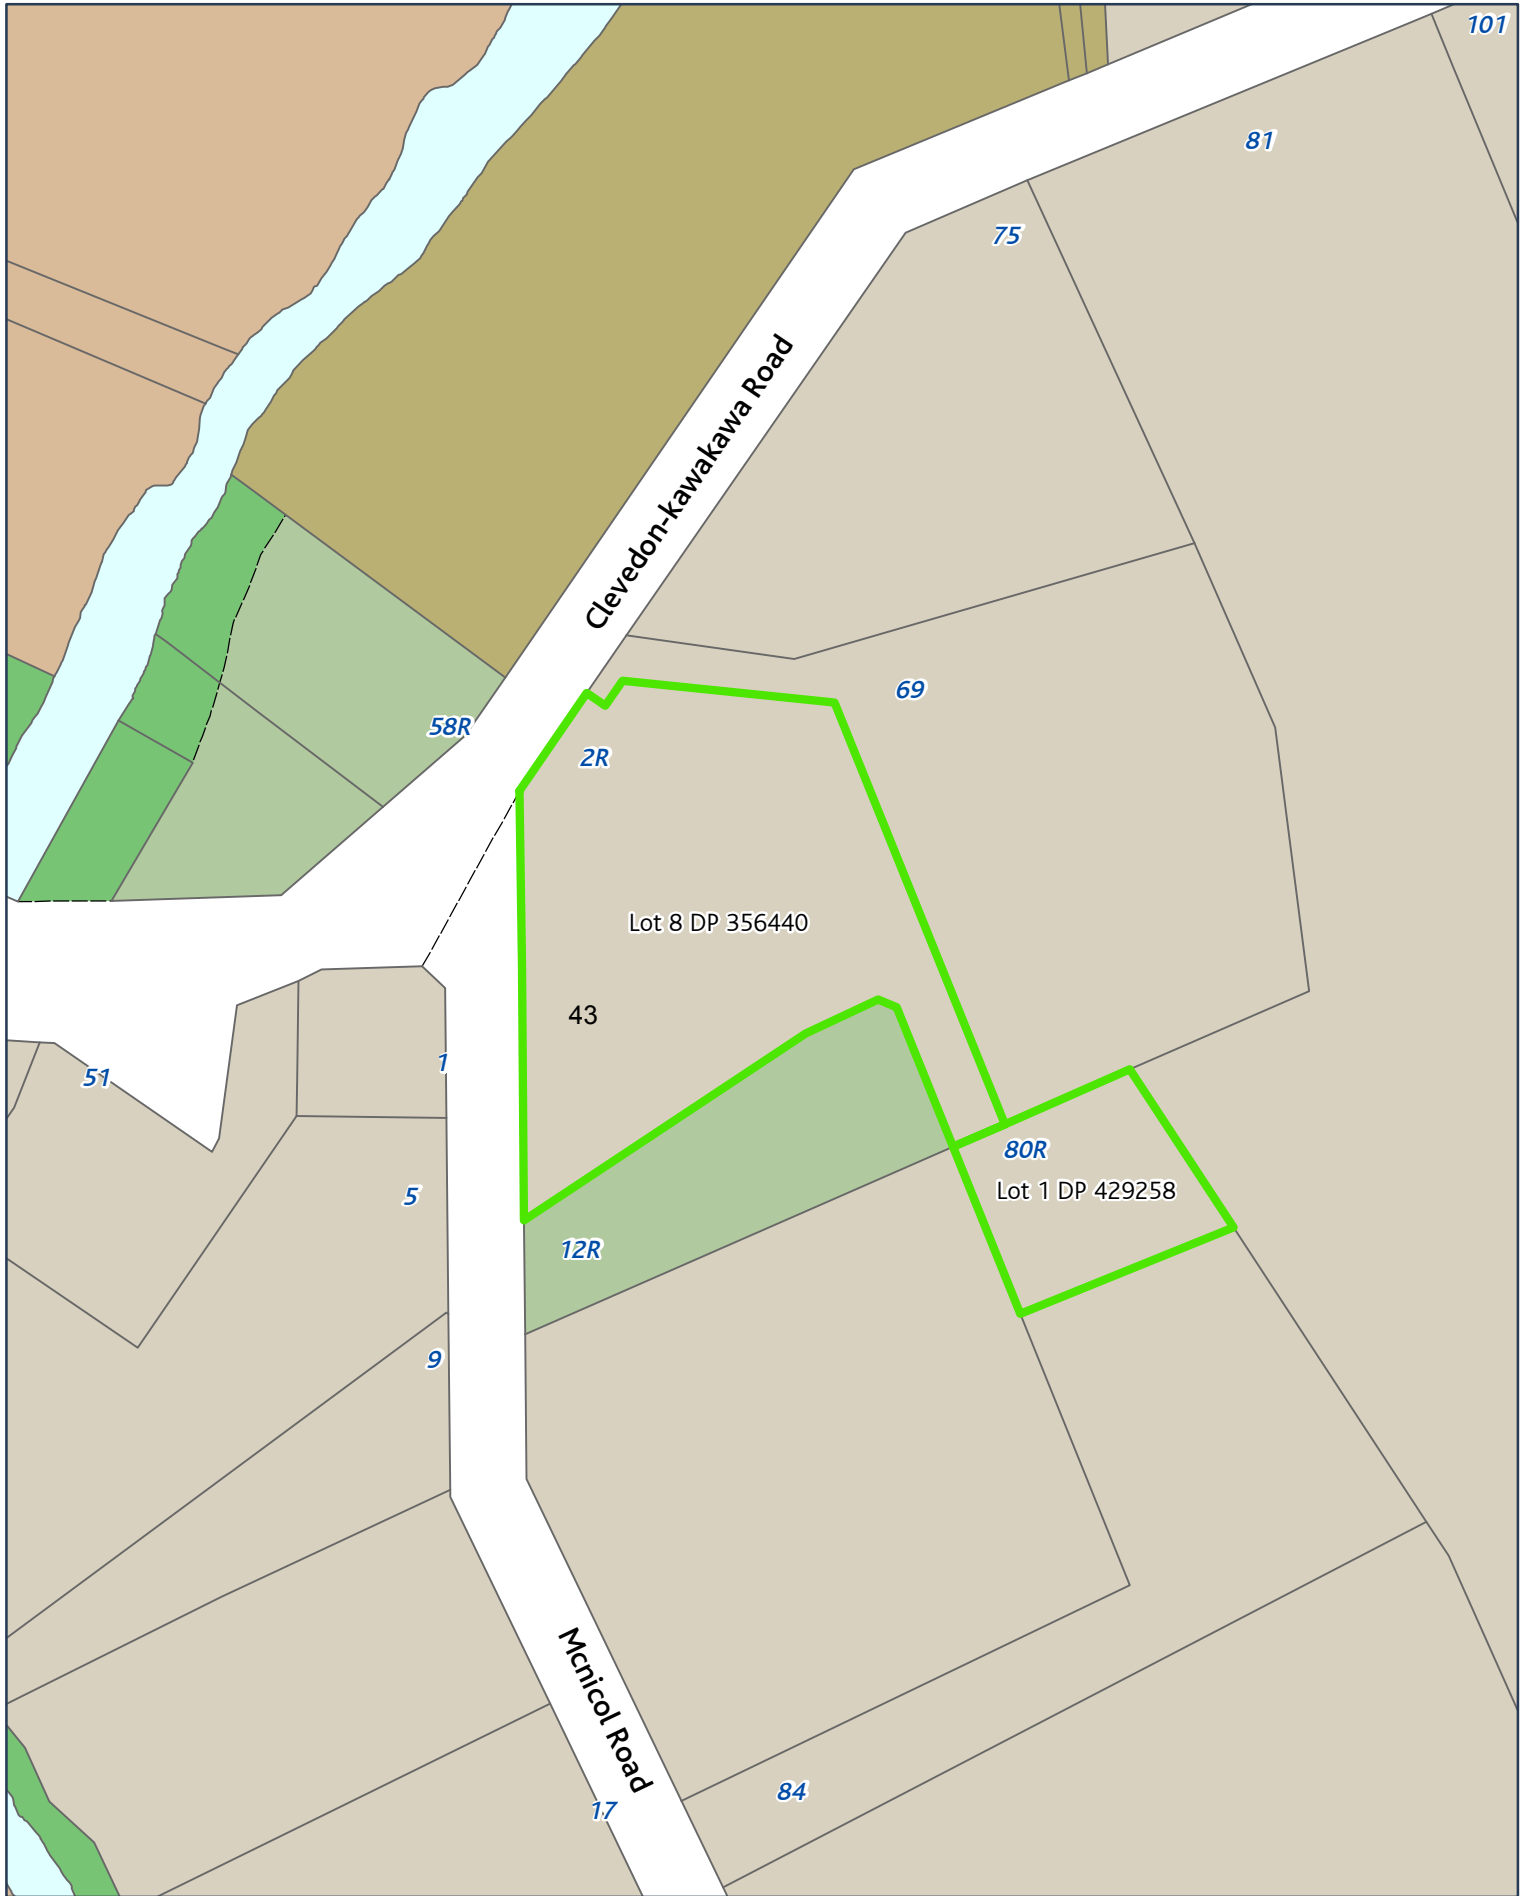 101
81
75
Clevedon-kawakawa Road
69
58R
2R
Lot 8 DP 356440
43
1
51
80R
Lot 1 DP 429258
5
12R
9
Mcnicol Road
84
17